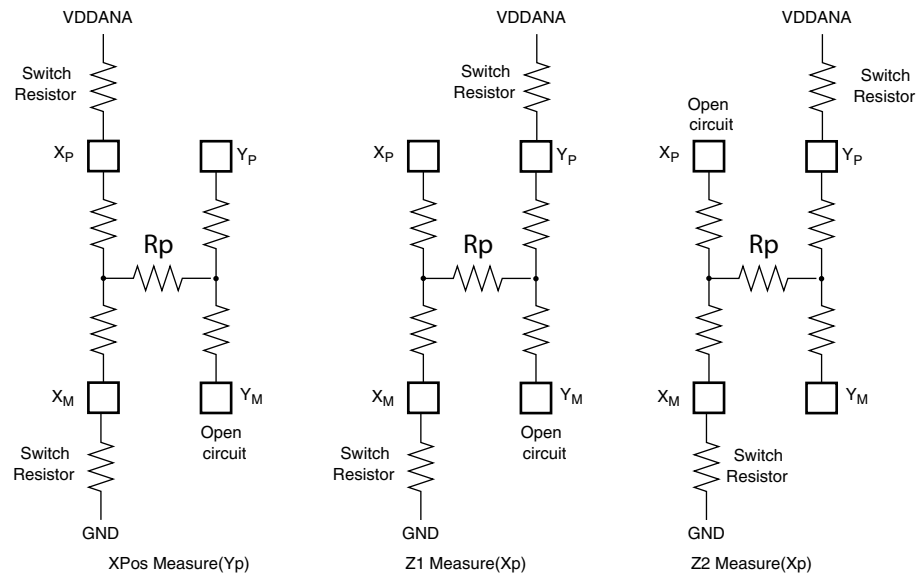 VDDANA
Switch
Resistor
XP
YP
Rp
XM
YM
Open
circuit
Switch
Resistor
GND
XPos Measure(Yp)
VDDANA
Switch
Resistor
XP
YP
Rp
XM
YM
Open
circuit
Switch
Resistor
GND
Z1 Measure(Xp)
VDDANA
Switch
Resistor
Open
circuit
XP
YP
Rp
XM
YM
Switch
Resistor
GND
Z2 Measure(Xp)